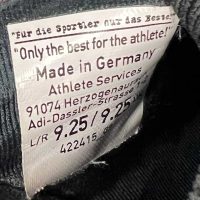 "Für die Sportler nur das Beste!"
"Only the best for the athlete!"
Made in Germany
Athlete Services
91074 Herzogenaurach
Adi-Dassler-Strasse
L/R 9.25/9.25
422415